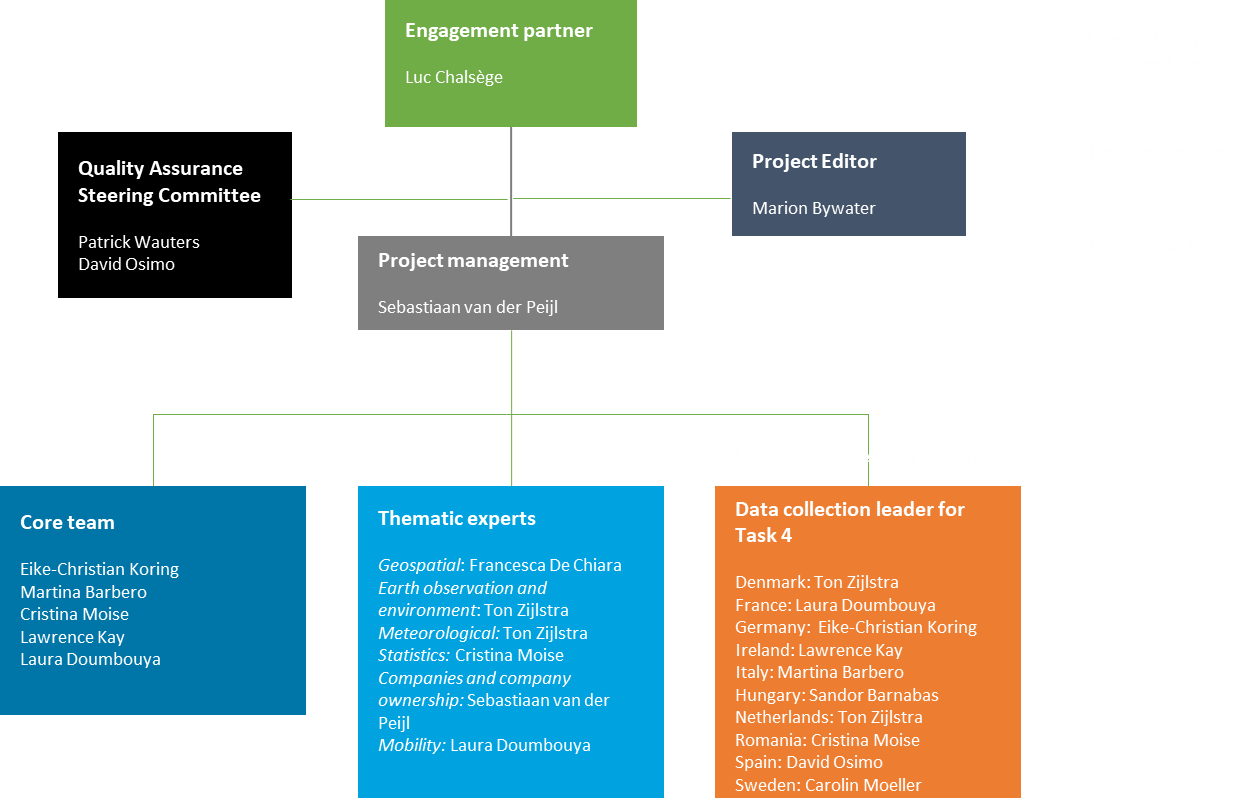 Engagement partner
Luc Chalsège
Quality Assurance
Steering Committee
Patrick Wauters
David Osimo
Project Editor
Marion Bywater
Project management
Sebastiaan van der Peijl
Core team
Eike-Christian Koring
Martina Barbero
Cristina Moise
Lawrence Kay
Laura Doumbouya
Thematic experts
Geospatial: Francesca De Chiara
Earth observation and
environment: Ton Zijlstra
Meteorological: Ton Zijlstra
Statistics: Cristina Moise
Companies and company
ownership: Sebastiaan van der
Peijl
Mobility: Laura Doumbouya
Data collection leader for
Task 4
Denmark: Ton Zijlstra
France: Laura Doumbouya
Germany: Eike-Christian Koring
Ireland: Lawrence Kay
Italy: Martina Barbero
Hungary: Sandor Barnabas
Netherlands: Ton Zijlstra
Romania: Cristina Moise
Spain: David Osimo
Sweden: Carolin Moeller